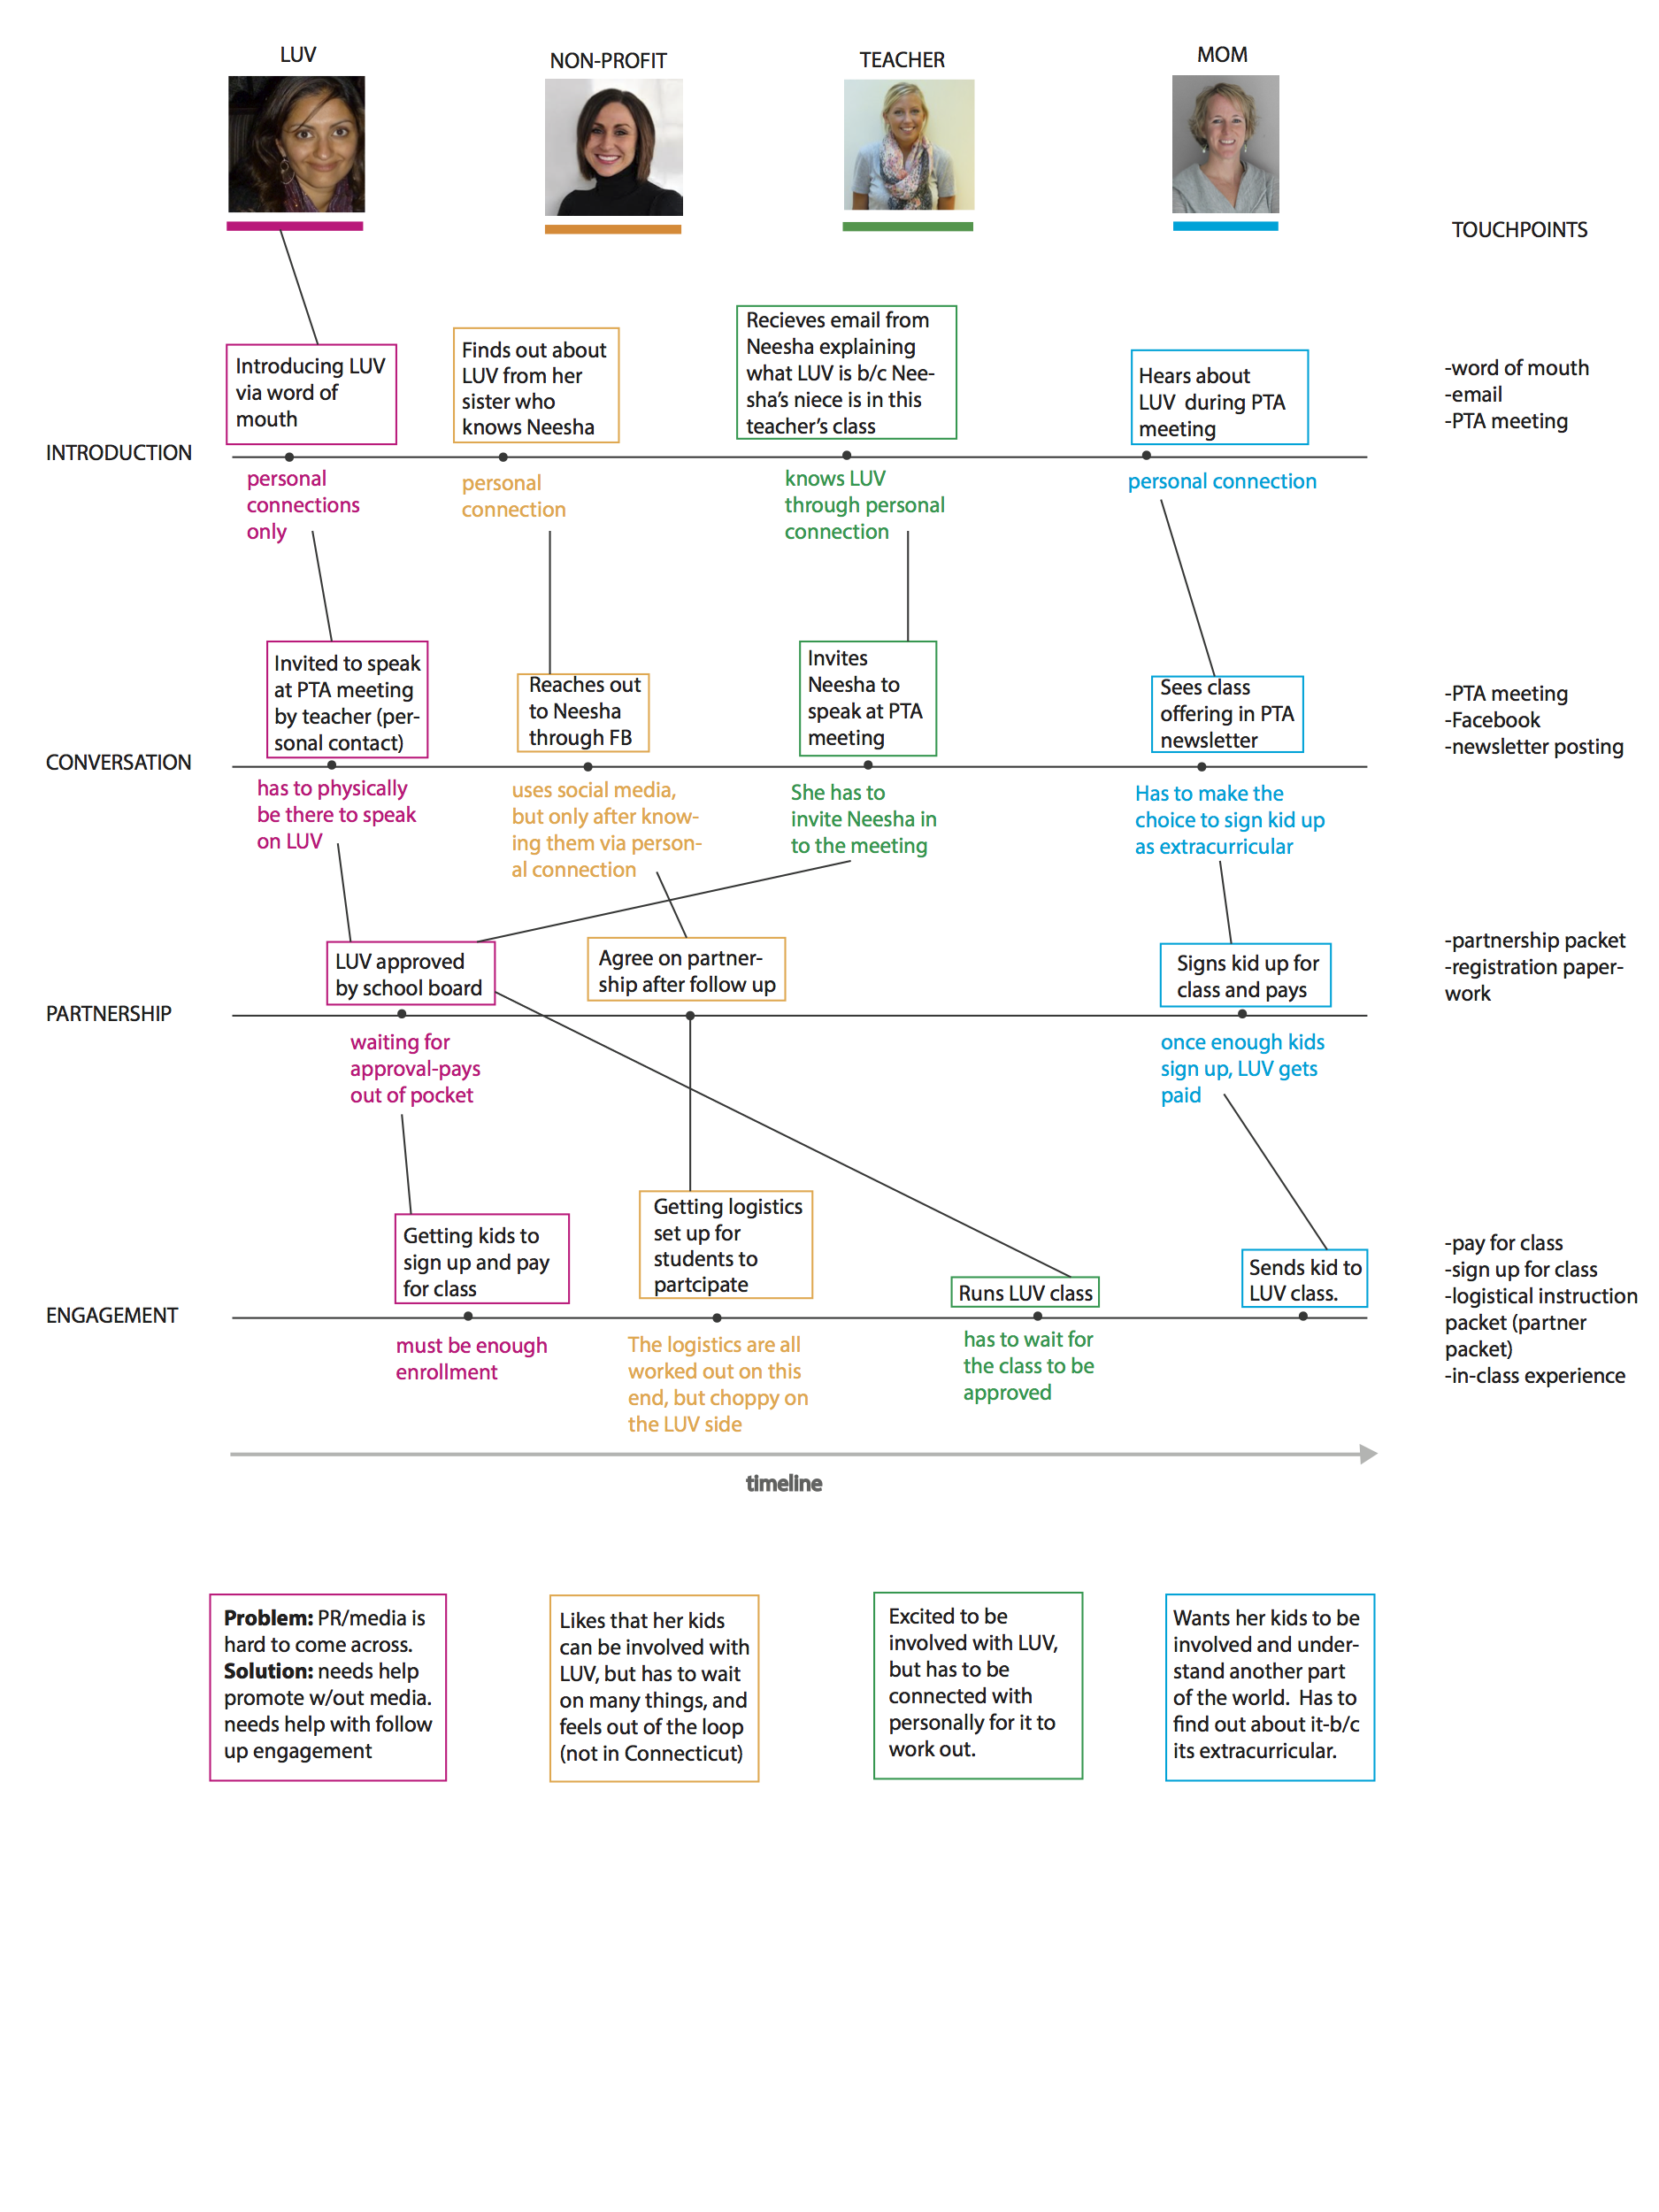 LUV
NON-PROFIT
TEACHER
MOM
TOUCHPOINTS
Introducing LUV
via word of
mouth
Finds out about
LUV from her
sister who
knows Neesha
Recieves email from
Neesha explaining
what LUV is b/c Nee-
sha’s niece is in this
teacher’s class
Hears about
LUV  during PTA
meeting
-word of mouth
-email
-PTA meeting
INTRODUCTION
personal
connections
only
personal
connection
knows LUV
through personal
connection
personal connection
Invited to speak
at PTA meeting
by teacher (per-
sonal contact)
Reaches out
to Neesha
through FB
Invites
Neesha to
speak at PTA
meeting
Sees class
offering in PTA
newsletter
-PTA meeting
-Facebook
-newsletter posting
CONVERSATION
has to physically
be there to speak
on LUV
uses social media,
but only after know-
ing them via person-
al connection
She has to
invite Neesha in
to the meeting
Has to make the
choice to sign kid up
as extracurricular
LUV approved
by school board
Agree on partner-
ship after follow up
Signs kid up for
class and pays
-partnership packet
-registration paper-
work
PARTNERSHIP
waiting for
approval-pays
out of pocket
once enough kids
sign up, LUV gets
paid
Getting kids to
sign up and pay
for class
Getting logistics
set up for
students to
partcipate
Runs LUV class
Sends kid to
LUV class.
-pay for class
-sign up for class
-logistical instruction
packet (partner
packet)
-in-class experience
ENGAGEMENT
must be enough
enrollment
The logistics are all
worked out on this
end, but choppy on
the LUV side
has to wait for
the class to be
approved
timeline
Problem: PR/media is
hard to come across.
Solution: needs help
promote w/out media.
needs help with follow
up engagement
Likes that her kids
can be involved with
LUV, but has to wait
on many things, and
feels out of the loop
(not in Connecticut)
Excited to be
involved with LUV,
but has to be
connected with
personally for it to
work out.
Wants her kids to be
involved and under-
stand another part
of the world.  Has to
find out about it-b/c
its extracurricular.